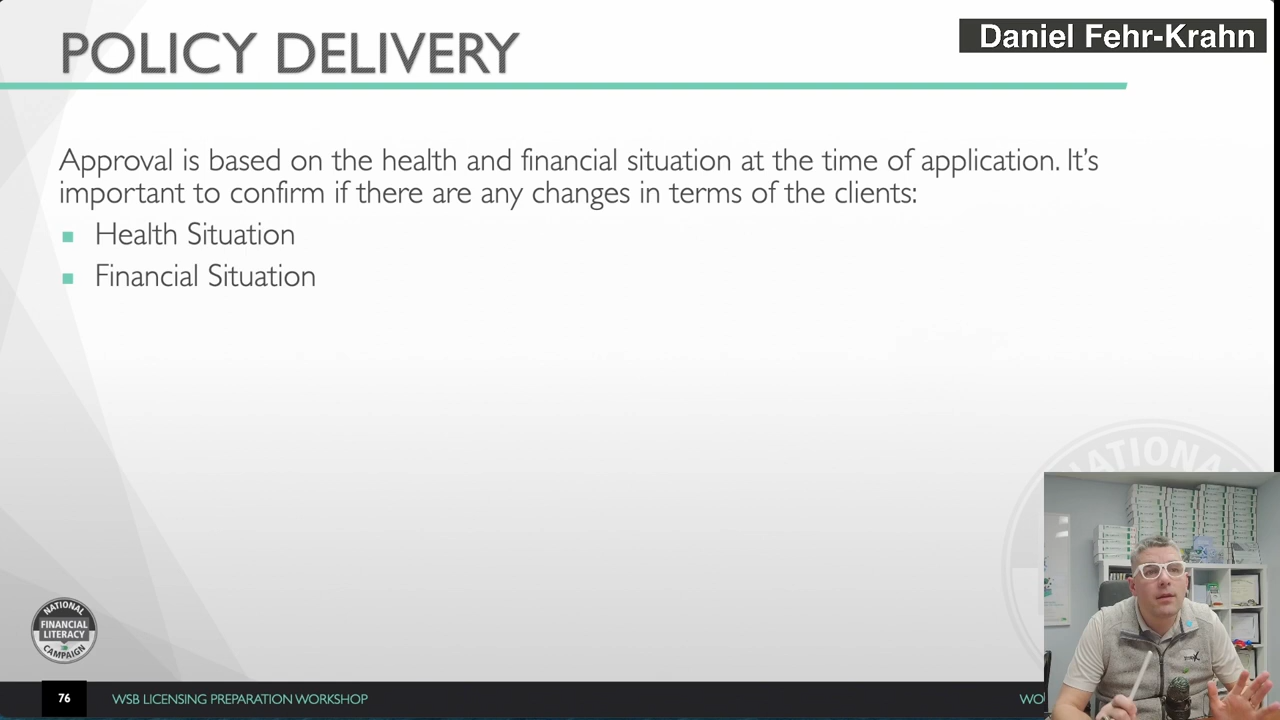 POLICY DELIVERY
Daniel Fehr-Krahn
Approval is based on the health and financial situation at the time of application. It's
important to confirm if there are any changes in terms of the clients:
Health Situation
Financial Situation
NATIONAL
NATIONAL
FINANCIAL
LITERACY
CAMPAIGN
76
WSB LICENSING PREPARATION WORKSHOP